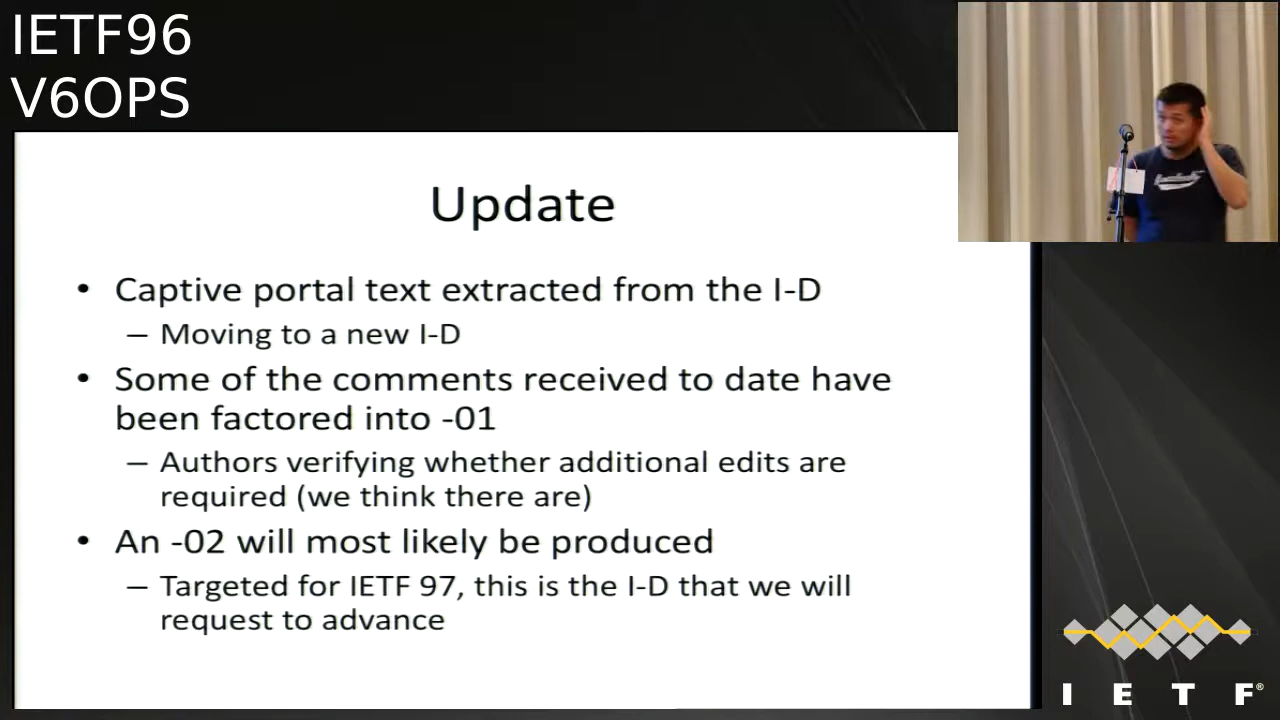 IETF96
V6OPS
Update
• Captive portal text extracted from the I-D
– Moving to a new I-D
• Some of the comments received to date have
been factored into -01
– Authors verifying whether additional edits are
required (we think there are)
• An -02 will most likely be produced
– Targeted for IETF 97, this is the I-D that we will
request to advance
I E T F®